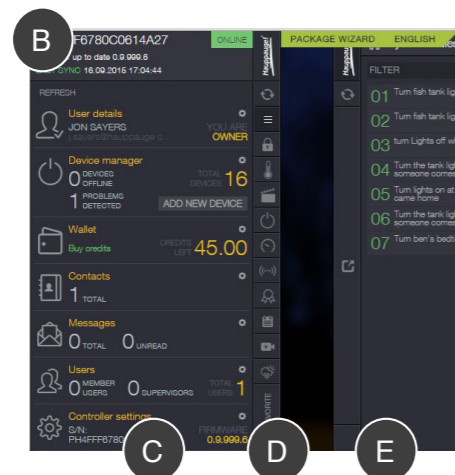 B
F6780C0614A27
ONLINE
up to date 0.9.999.6
SYNC 16.09.2016 17:04:44
REFRESH
User details
JON SAYERS
j.sayers@hauppauge.c...
YOU ARE
OWNER
Device manager
0 DEVICES OFFLINE
TOTAL DEVICES 16
1 PROBLEMS DETECTED
ADD NEW DEVICE
Wallet
Buy credits
CREDITS LEFT 45.00
Contacts
1 TOTAL
Messages
0 TOTAL 0 UNREAD
Users
0 MEMBER USERS 0 SUPERVISORS TOTAL USERS 1
Controller settings
S/N:
PH4FFF6780
FIRMWARE
0.9.999.6
C
Hauppauge!
D
PACKAGE WIZARD ENGLISH
Hauppauge!
FILTER
01 Turn fish tank lig
02 Turn fish tank lig
03 turn Lights off wh
04 Turn the tank lig
someone comes
05 Turn lights on at
came home
06 Turn the tank lig
someone comes
07 Turn ben's bedt
E